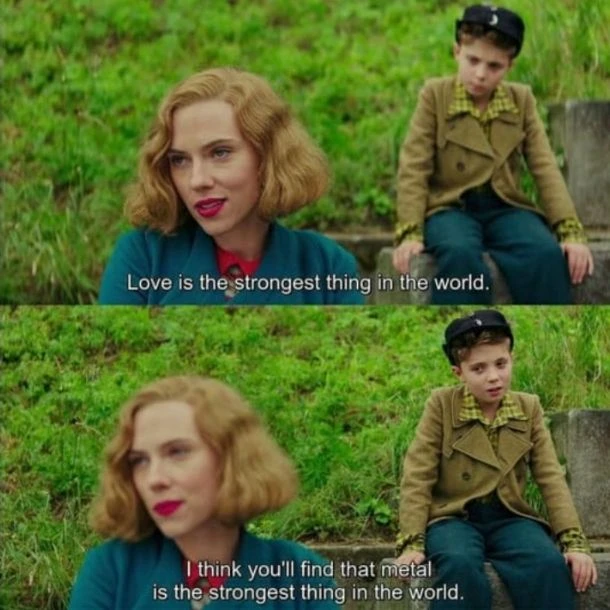 Love is the strongest thing in the world.
I think you'll find that metal
is the strongest thing in the world.